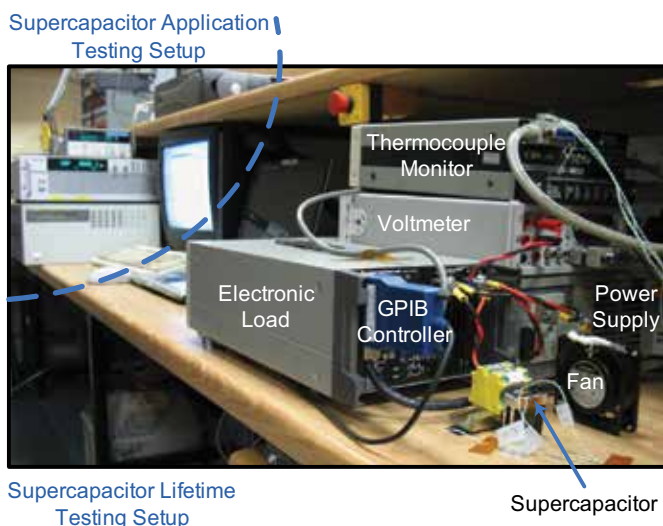 Supercapacitor Application
Testing Setup
Thermocouple
Monitor
Voltmeter
Electronic
Load
GPIB
Controller
Power
Supply
Fan
Supercapacitor
Supercapacitor Lifetime
Testing Setup